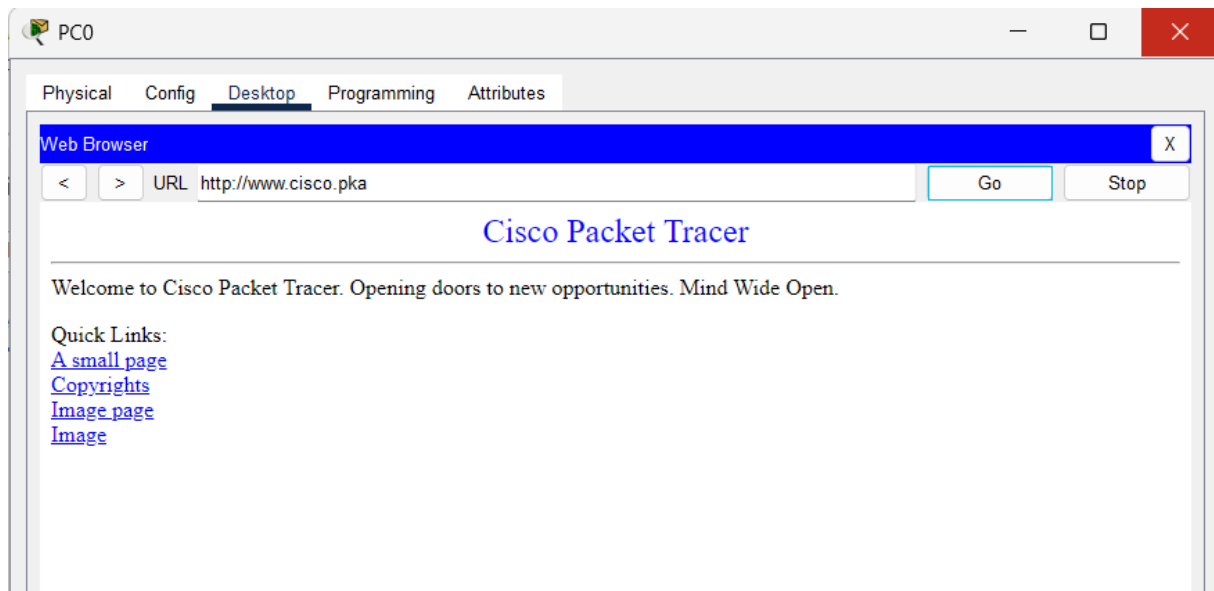 PC0
Physical Config Desktop Programming Attributes
Web Browser X
< > URL http://www.cisco.pka Go Stop
Cisco Packet Tracer
Welcome to Cisco Packet Tracer. Opening doors to new opportunities. Mind Wide Open.
Quick Links:
A small page
Copyrights
Image page
Image